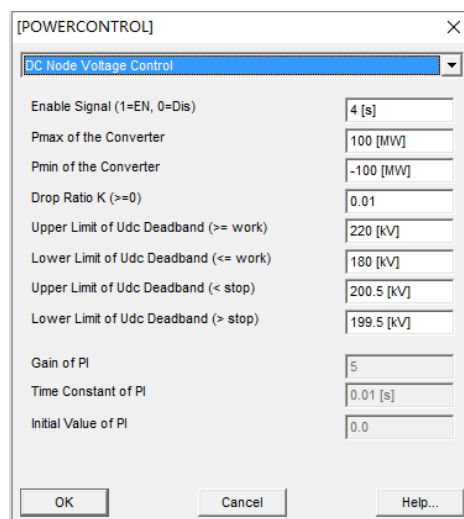 [POWERCONTROL]
DC Node Voltage Control
Enable Signal (1=EN, 0=Dis) 4 [s]
Pmax of the Converter 100 [MW]
Pmin of the Converter -100 [MW]
Drop Ratio K (>=0) 0.01
Upper Limit of Udc Deadband (>= work) 220 [kV]
Lower Limit of Udc Deadband (<= work) 180 [kV]
Upper Limit of Udc Deadband (< stop) 200.5 [kV]
Lower Limit of Udc Deadband (> stop) 199.5 [kV]
Gain of PI 5
Time Constant of PI 0.01 [s]
Initial Value of PI 0.0
OK Cancel Help...